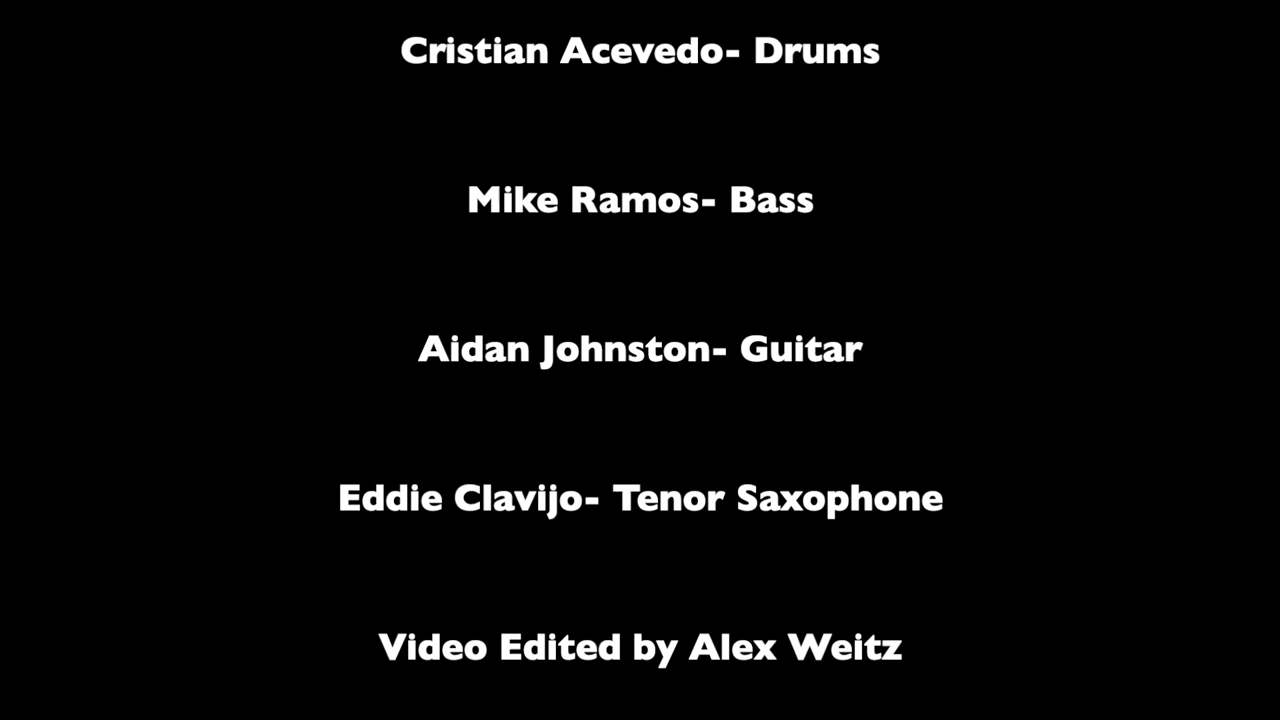 Cristian Acevedo- Drums
Mike Ramos- Bass
Aidan Johnston- Guitar
Eddie Clavijo- Tenor Saxophone
Video Edited by Alex Weitz